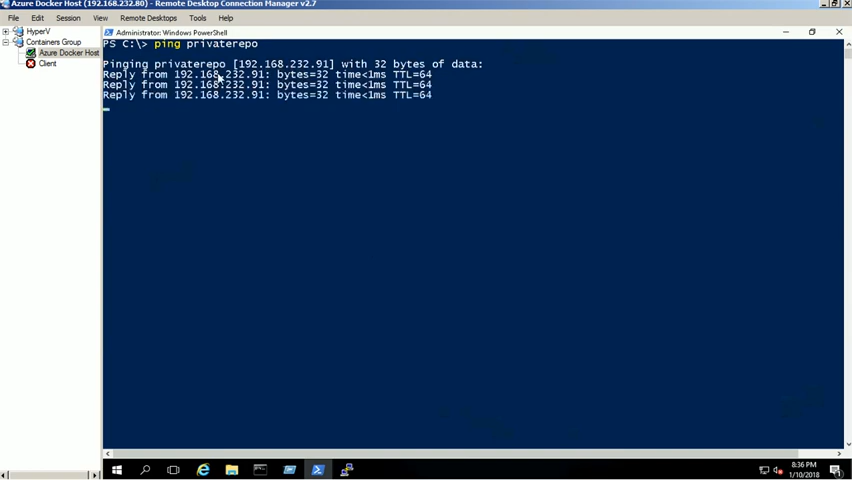 Azure Docker Host (192.168.232.80) - Remote Desktop Connection Manager v2.7
File Edit Session View Remote Desktops Tools Help
HyperV
Containers Group
Azure Docker Host
Client
Administrator: Windows PowerShell
PS C:\> ping privaterepo
Pinging privaterepo [192.168.232.91] with 32 bytes of data:
Reply from 192.168.232.91: bytes=32 time<1ms TTL=64
Reply from 192.168.232.91: bytes=32 time<1ms TTL=64
Reply from 192.168.232.91: bytes=32 time<1ms TTL=64
8:36 PM
1/10/2018